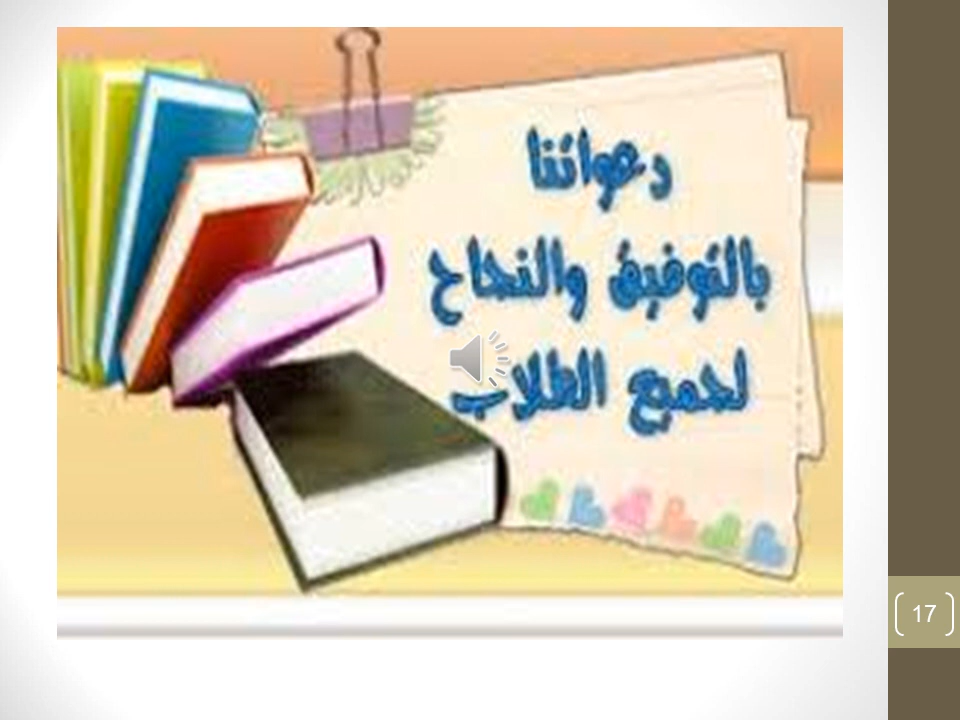 دعواتنا
بالتوفيق والنجاح
لجميع الطلاب
17